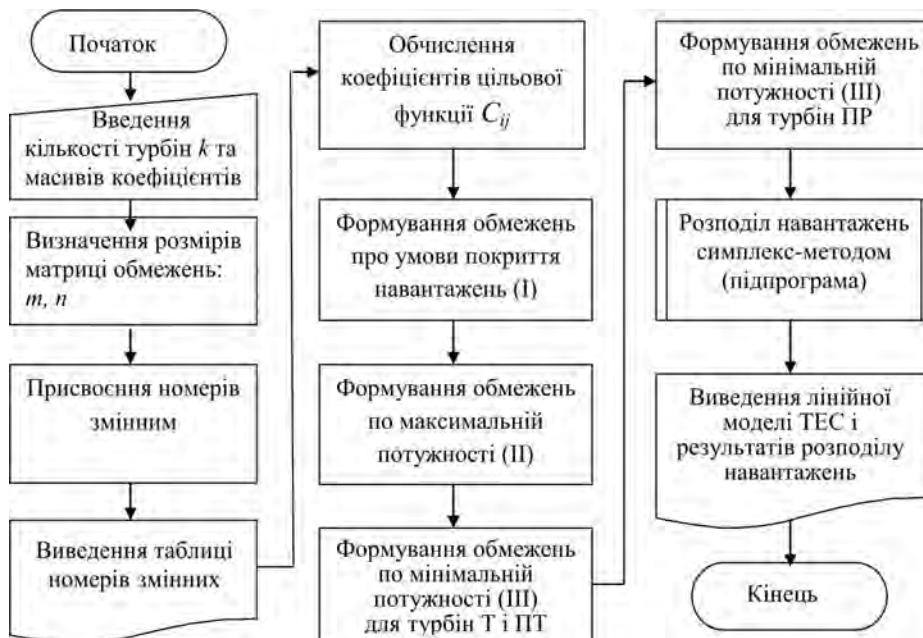 Початок
Введення
кількості турбін k та
масивів коефіцієнтів
Визначення розмірів
матриці обмежень:
m, n
Присвоєння номерів
змінним
Виведення таблиці
номерів змінних
Обчислення
коефіцієнтів цільової
функції Cij
Формування обмежень
про умови покриття
навантажень (І)
Формування обмежень
по максимальній
потужності (ІІ)
Формування обмежень
по мінімальній
потужності (ІІІ)
для турбін Т і ПТ
Формування обмежень
по мінімальній
потужності (ІІІ)
для турбін ПР
Розподіл навантажень
симплекс-методом
(підпрограма)
Виведення лінійної
моделі ТЕС і
результатів розподілу
навантажень
Кінець